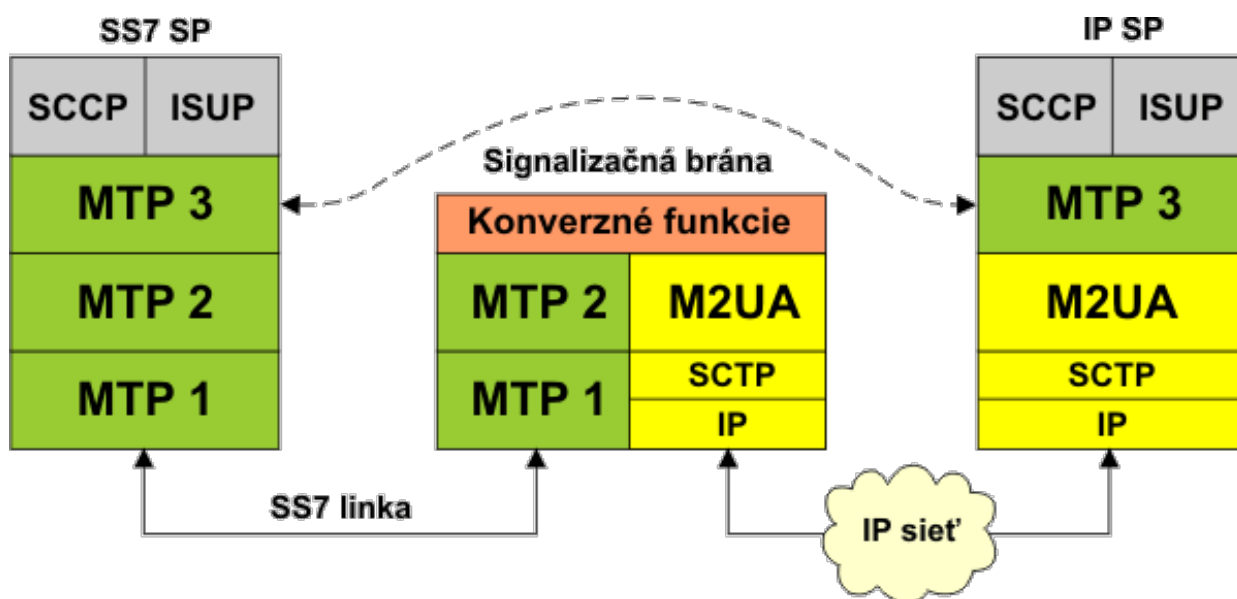 SS7 SP
SCCP
ISUP
MTP 3
MTP 2
MTP 1
Signalizačná brána
Konverzné funkcie
MTP 2
M2UA
MTP 1
SCTP
IP
IP SP
SCCP
ISUP
MTP 3
M2UA
SCTP
IP
SS7 linka
IP sieť